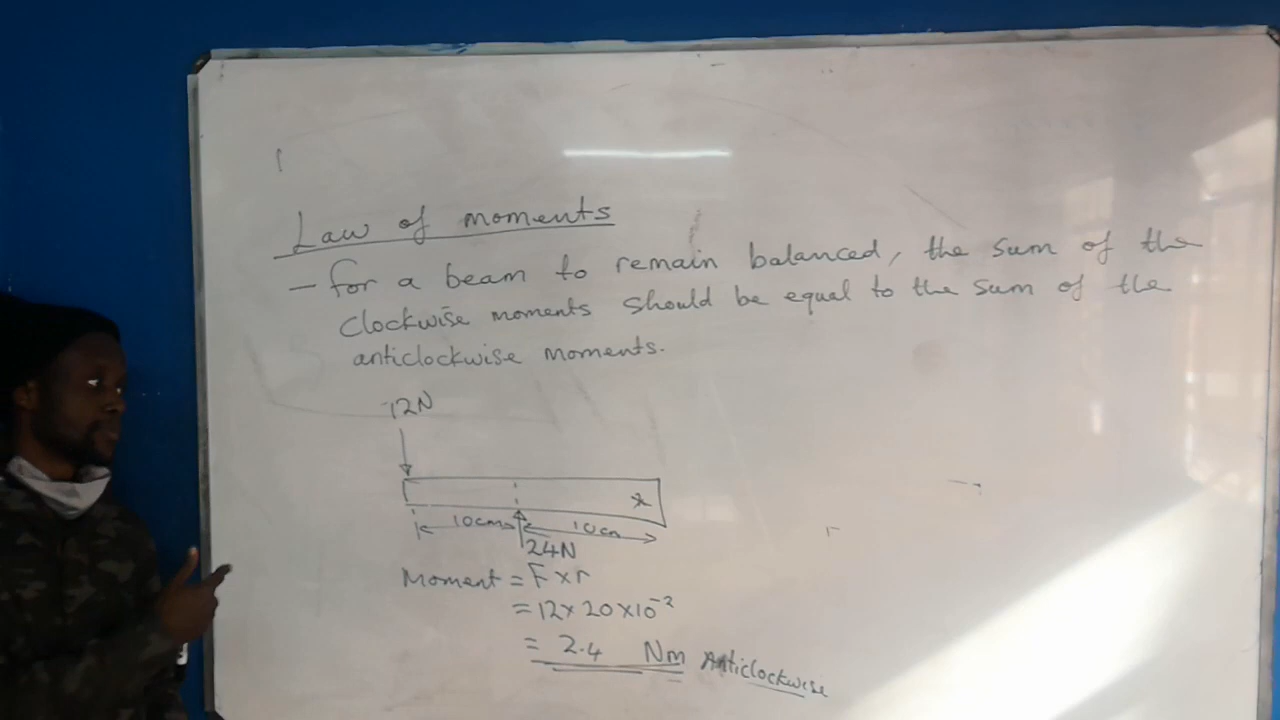 Law of moments
- for a beam to remain balanced, the sum of the
clockwise moments should be equal to the sum of the
anticlockwise moments.
12N
x
10cm 10cm
24N
Moment = F x r
= 12 x 20 x 10⁻²
= 2.4 Nm Anticlockwise